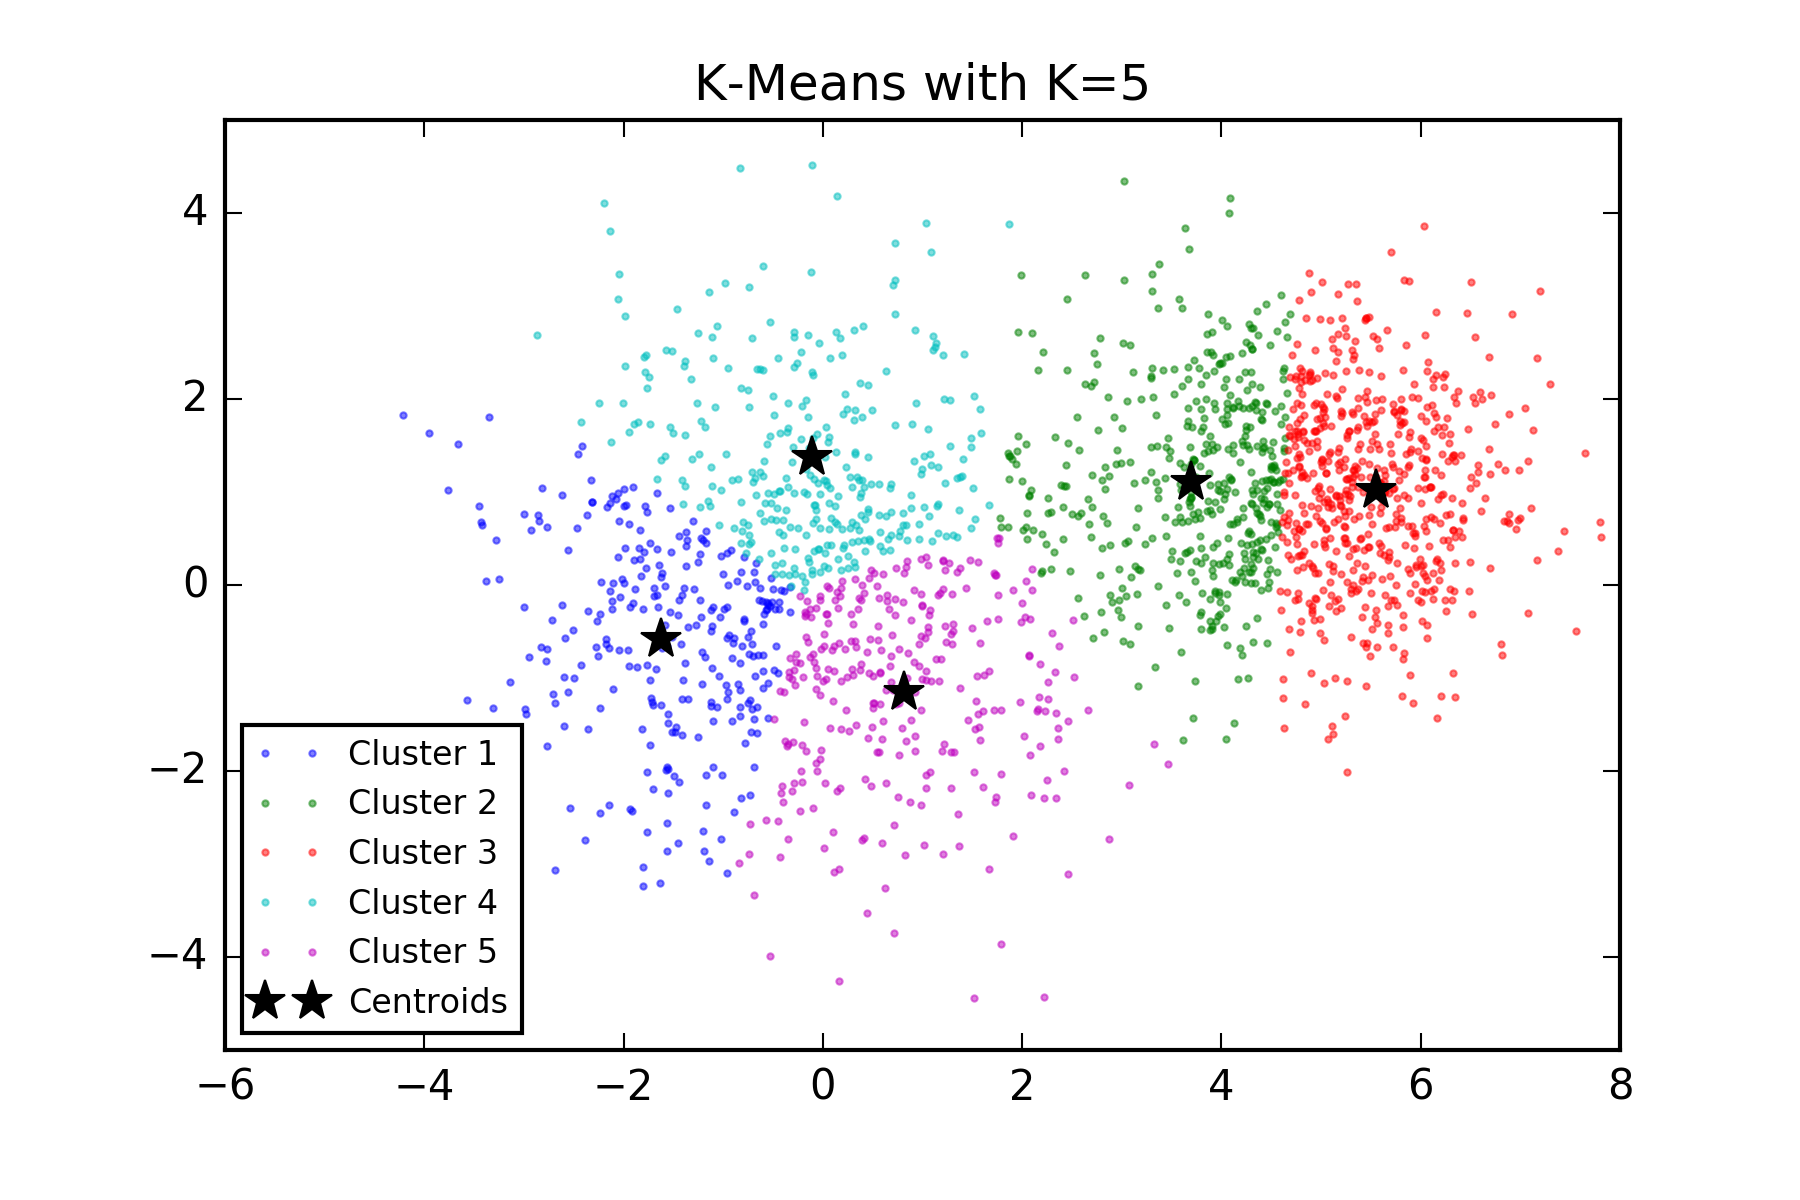 K-Means with K=5
4
2
0
−2
−4
Cluster 1
Cluster 2
Cluster 3
Cluster 4
Cluster 5
Centroids
−6 −4 −2 0 2 4 6 8